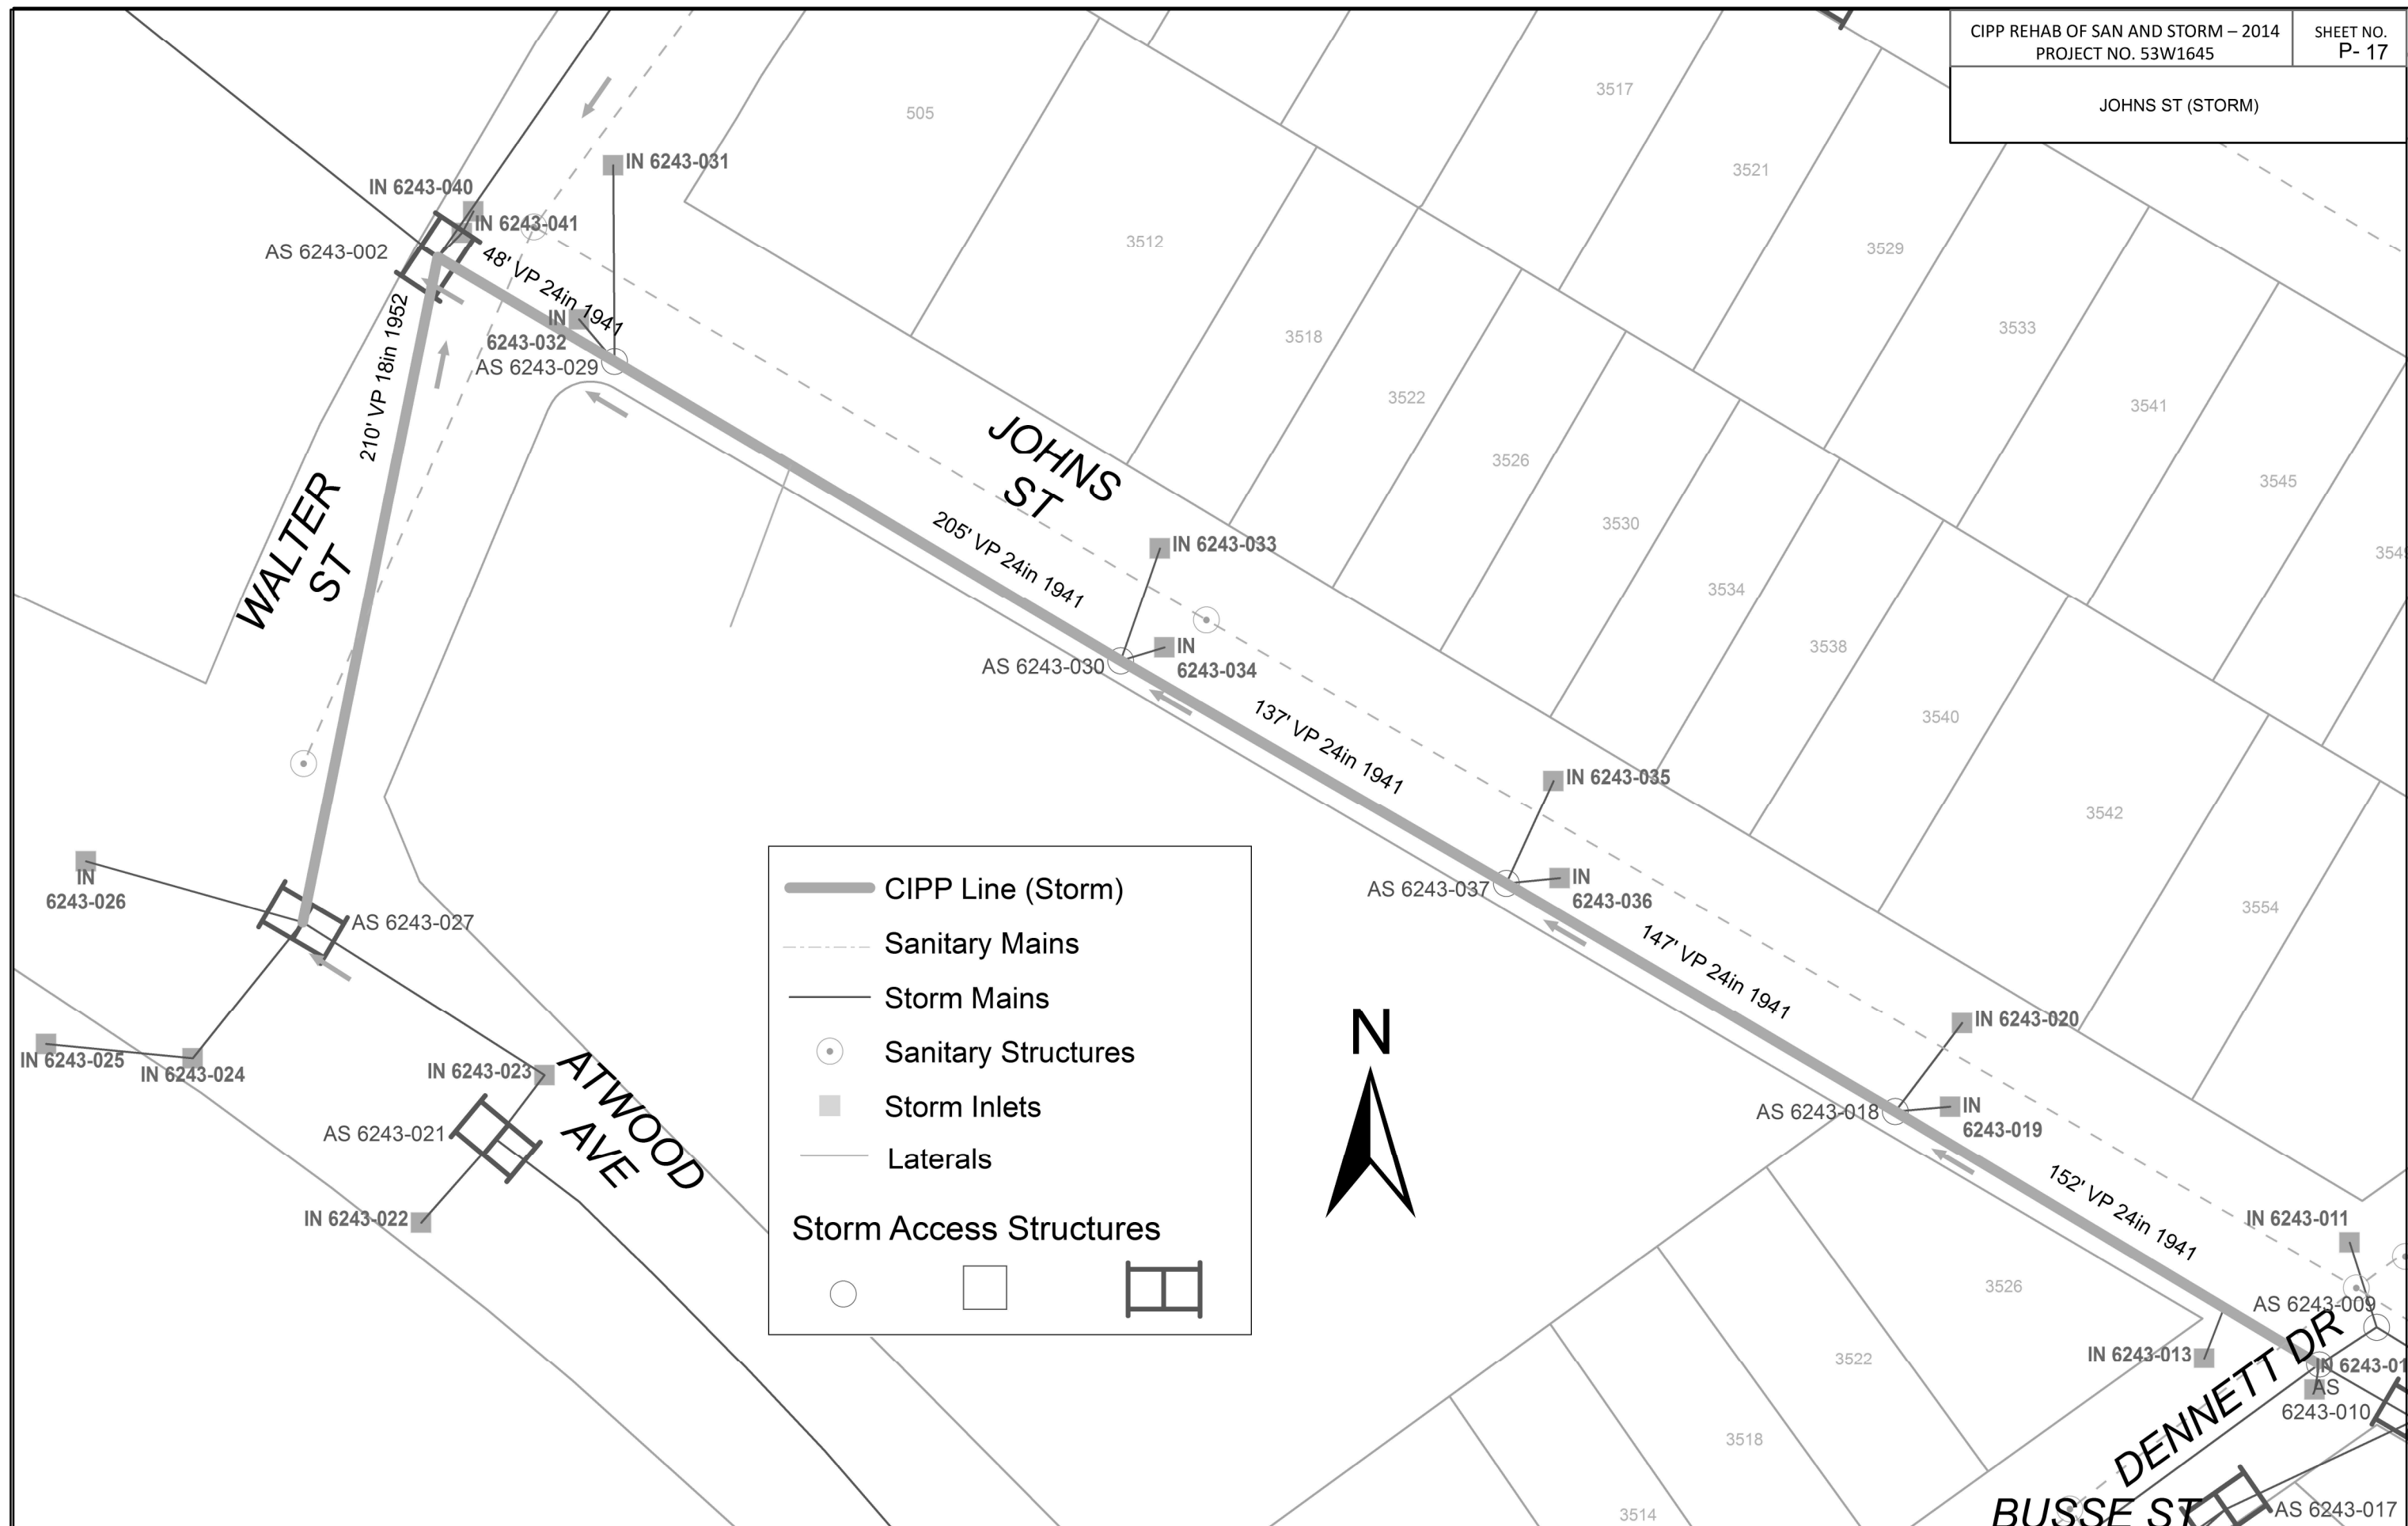 CIPP REHAB OF SAN AND STORM – 2014
PROJECT NO. 53W1645
SHEET NO.
P- 17
JOHNS ST (STORM)
505
3517
3512
3521
3529
3518
3533
3522
3541
3526
3545
3530
3534
3538
3540
3542
3554
IN 6243-031
IN 6243-040
IN 6243-041
AS 6243-002
48' VP 24in 1941
IN
6243-032
AS 6243-029
210' VP 18in 1952
WALTER
ST
JOHNS
ST
205' VP 24in 1941
IN 6243-033
IN
6243-034
AS 6243-030
137' VP 24in 1941
IN 6243-035
IN
6243-036
AS 6243-037
147' VP 24in 1941
IN 6243-020
IN
6243-019
AS 6243-018
152' VP 24in 1941
IN 6243-011
AS 6243-009
IN 6243-013
IN 6243-01
AS
6243-010
DENNETT DR
BUSSE ST
AS 6243-017
3526
3522
3518
3514
IN
6243-026
AS 6243-027
IN 6243-025
IN 6243-024
IN 6243-023
AS 6243-021
IN 6243-022
ATWOOD
AVE
CIPP Line (Storm)
Sanitary Mains
Storm Mains
Sanitary Structures
Storm Inlets
Laterals
Storm Access Structures
N